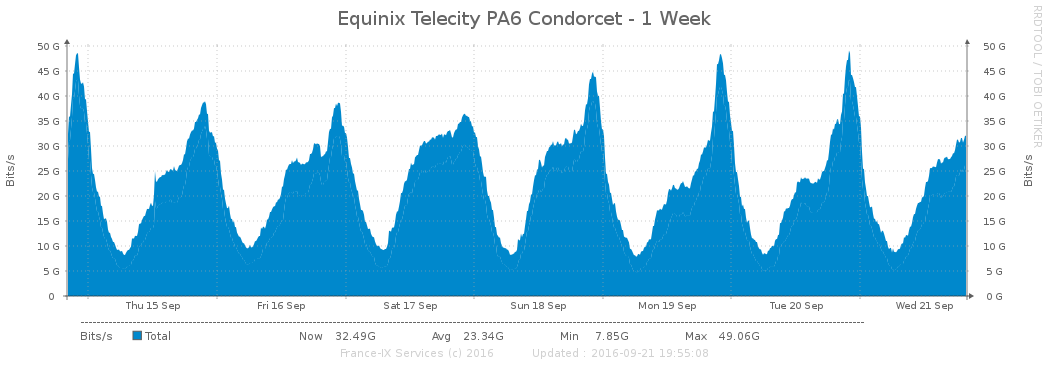 Equinix Telecity PA6 Condorcet - 1 Week
RRDTOOL / TOBI OETIKER
Bits/s
50 G
45 G
40 G
35 G
30 G
25 G
20 G
15 G
10 G
5 G
0
50 G
45 G
40 G
35 G
30 G
25 G
20 G
15 G
10 G
5 G
0 G
Bits/s
Thu 15 Sep Fri 16 Sep Sat 17 Sep Sun 18 Sep Mon 19 Sep Tue 20 Sep Wed 21 Sep
Bits/s Total Now 32.49G Avg 23.34G Min 7.85G Max 49.06G
France-IX Services (c) 2016 Updated : 2016-09-21 19:55:08